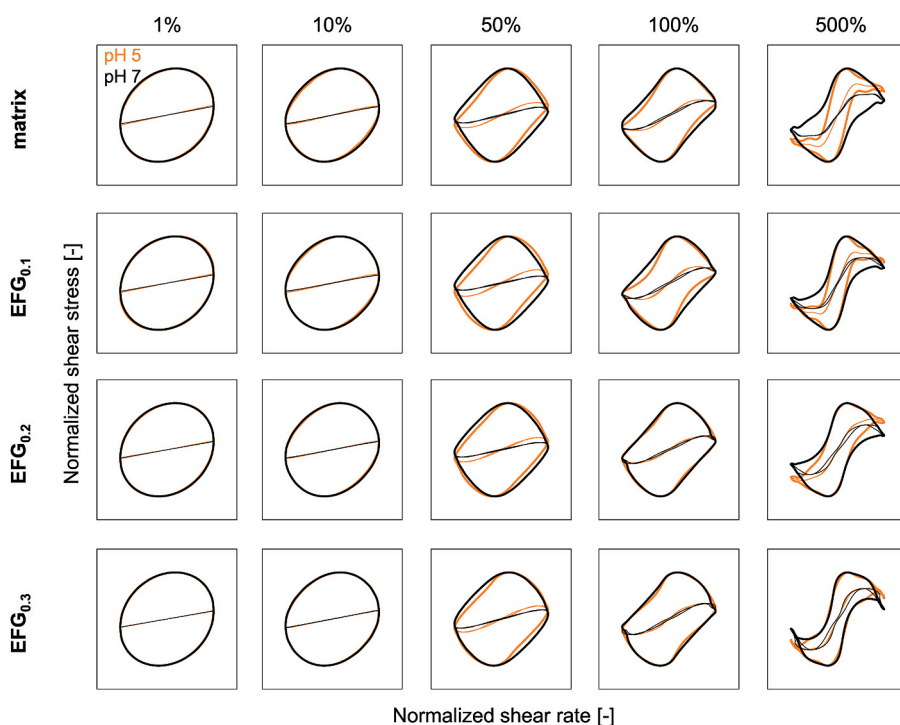 1% 10% 50% 100% 500%
pH 5
pH 7
matrix
EFG0.1
EFG0.2
EFG0.3
Normalized shear stress [-]
Normalized shear rate [-]